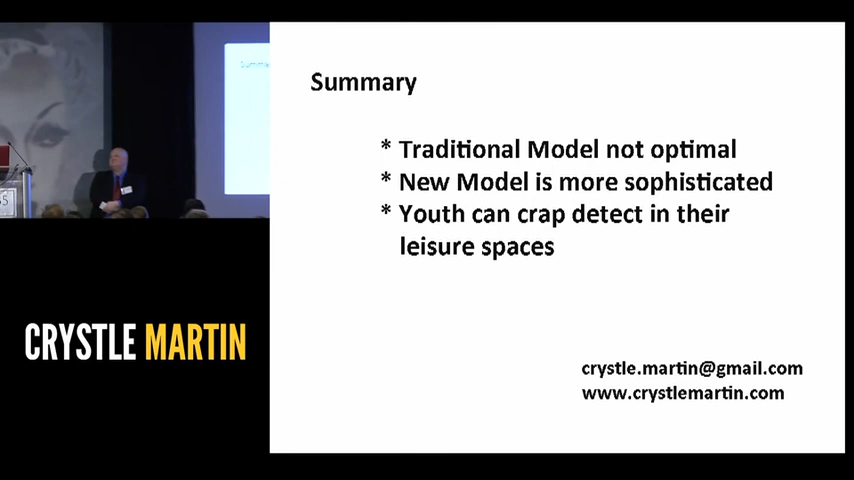 Summary
* Traditional Model not optimal
* New Model is more sophisticated
* Youth can crap detect in their
leisure spaces
CRYSTLE MARTIN
crystle.martin@gmail.com
www.crystlemartin.com